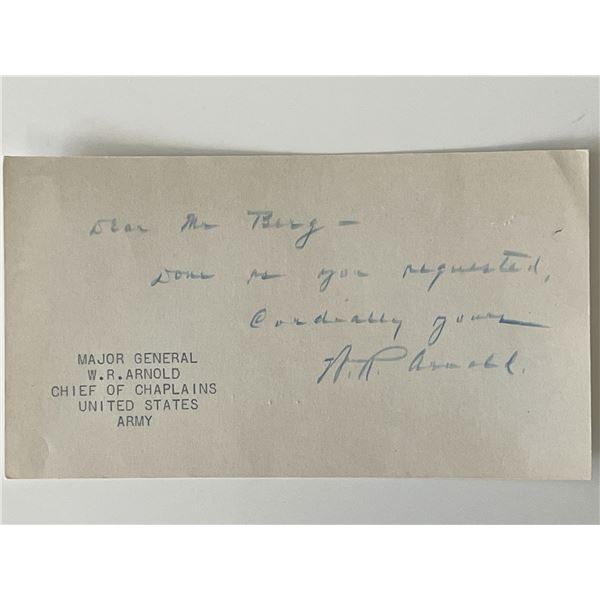 Dear Mr Berg —
Done as you requested,
Cordially yours
W. R. Arnold.
MAJOR GENERAL
W.R.ARNOLD
CHIEF OF CHAPLAINS
UNITED STATES
ARMY